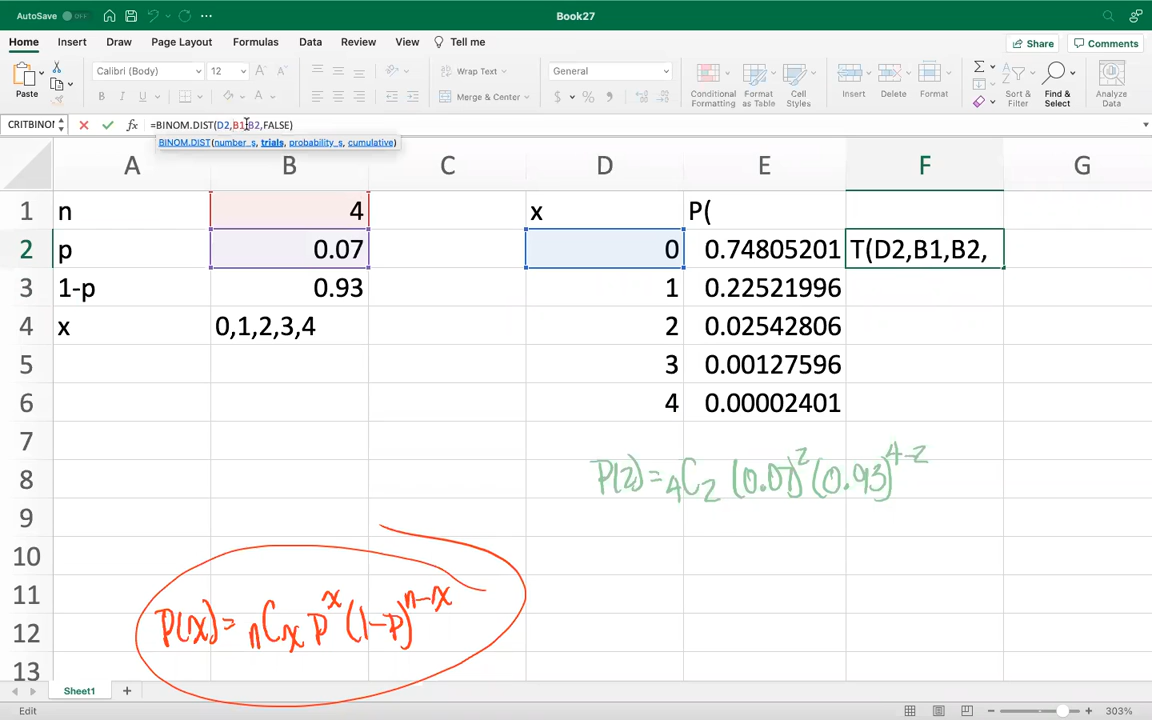 AutoSave OFF Book27
Home Insert Draw Page Layout Formulas Data Review View Tell me Share Comments
Paste Calibri (Body) 12 A A Wrap Text General Conditional Formatting Format as Table Cell Styles Insert Delete Format Sort & Filter Find & Select Analyze Data
B I U A Merge & Center $ % 9
CRITBINOM fx =BINOM.DIST(D2,B1,B2,FALSE)
BINOM.DIST(number_s, trials, probability_s, cumulative)
A B C D E F G
1 n 4 x P(
2 p 0.07 0 0.74805201 T(D2,B1,B2,
3 1-p 0.93 1 0.22521996
4 x 0,1,2,3,4 2 0.02542806
5 3 0.00127596
6 4 0.00002401
7
8 P(2)= ₄C₂ (0.07)² (0.93)⁴⁻²
9
10
11
12 P(x)= ₙCₓ pˣ (1-p)ⁿ⁻ˣ
13
Sheet1 +
Edit 303%